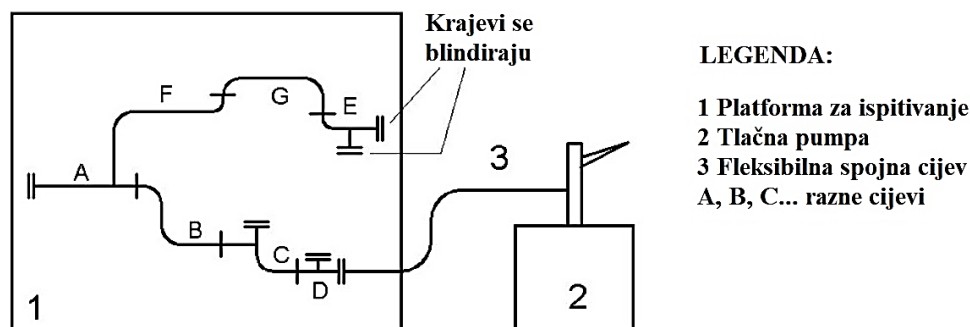 Krajevi se
blindiraju
F
G
E
A
B
C
D
1
3
2
LEGENDA:
1 Platforma za ispitivanje
2 Tlačna pumpa
3 Fleksibilna spojna cijev
A, B, C... razne cijevi